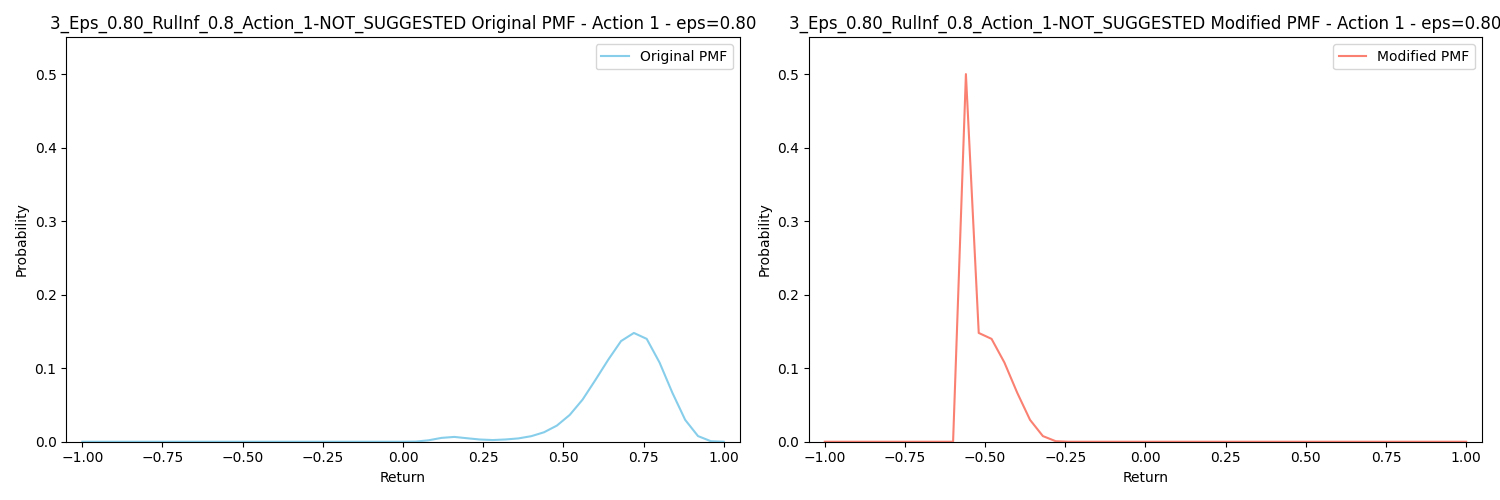 3_Eps_0.80_RulInf_0.8_Action_1-NOT_SUGGESTED Original PMF - Action 1 - eps=0.80
Original PMF
0.5
0.4
0.3
0.2
0.1
0.0
Probability
−1.00 −0.75 −0.50 −0.25 0.00 0.25 0.50 0.75 1.00
Return
3_Eps_0.80_RulInf_0.8_Action_1-NOT_SUGGESTED Modified PMF - Action 1 - eps=0.80
Modified PMF
0.5
0.4
0.3
0.2
0.1
0.0
Probability
−1.00 −0.75 −0.50 −0.25 0.00 0.25 0.50 0.75 1.00
Return